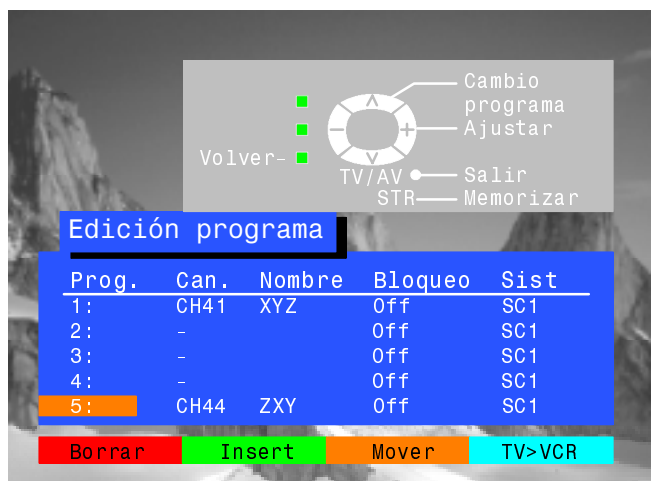 Cambio
programa
Ajustar
Volver-
TV/AV Salir
STR Memorizar
Edición programa
Prog. Can. Nombre Bloqueo Sist
1: CH41 XYZ Off SC1
2: - Off SC1
3: - Off SC1
4: - Off SC1
5: CH44 ZXY Off SC1
Borrar Insert Mover TV>VCR